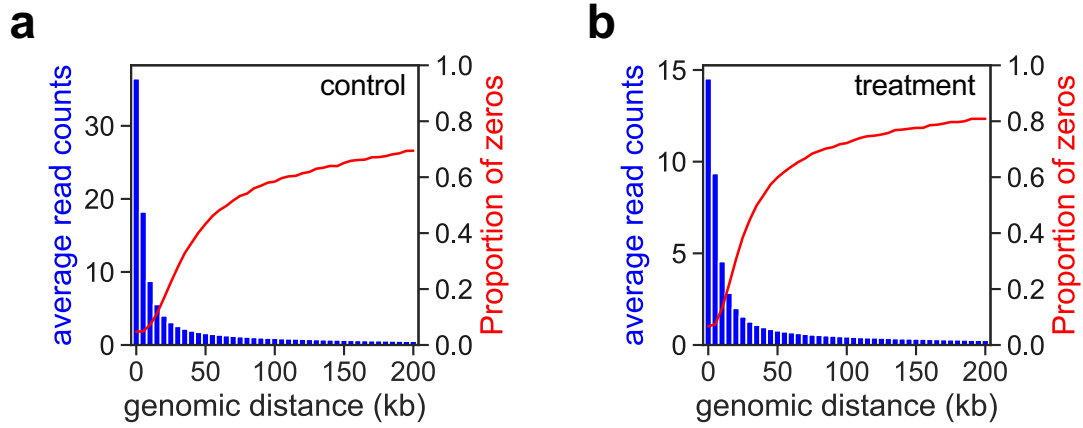 a
control
average read counts
30
20
10
0
1.0
0.8
0.6
0.4
0.2
0.0
Proportion of zeros
0 50 100 150 200
genomic distance (kb)
b
treatment
average read counts
15
10
5
0
1.0
0.8
0.6
0.4
0.2
0.0
Proportion of zeros
0 50 100 150 200
genomic distance (kb)